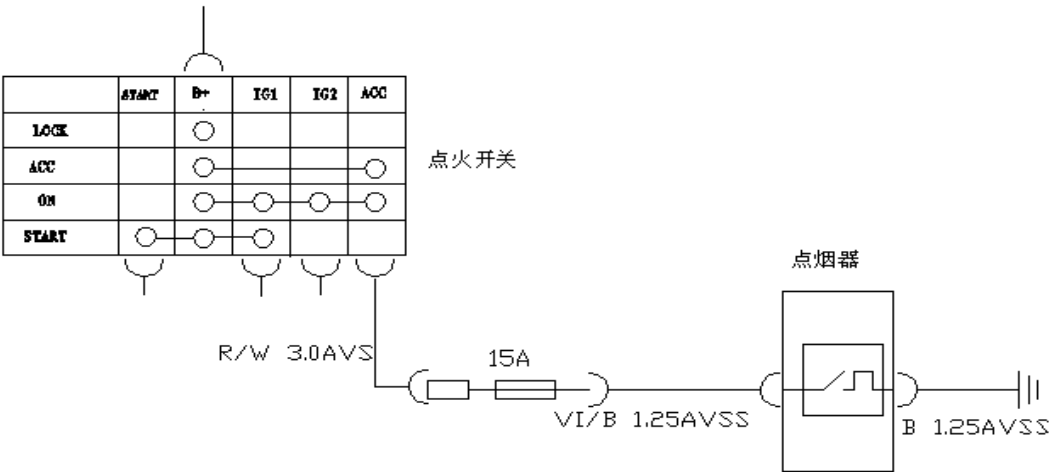 START B+ IG1 IG2 ACC
LOCK
ACC
ON
START
点火开关
点烟器
R/W 3.0AVS
15A
VI/B 1.25AVSS
B 1.25AVSS